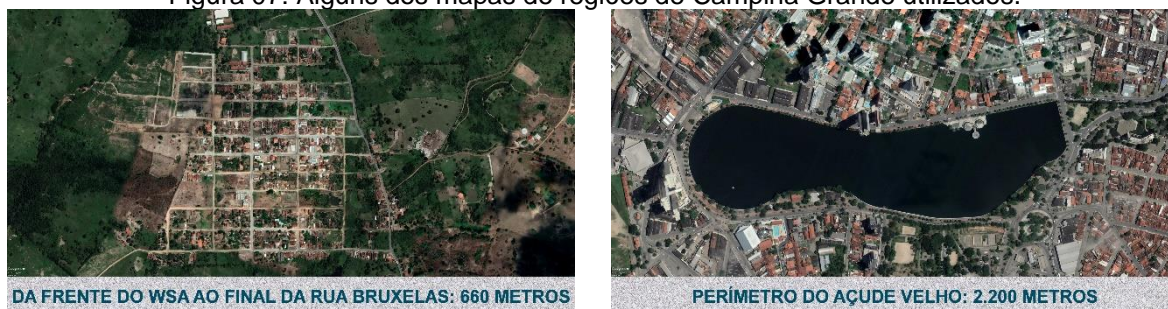 Figura 07: Alguns dos mapas de regiões de Campina Grande utilizados.
DA FRENTE DO WSA AO FINAL DA RUA BRUXELAS: 660 METROS
PERÍMETRO DO AÇUDE VELHO: 2.200 METROS